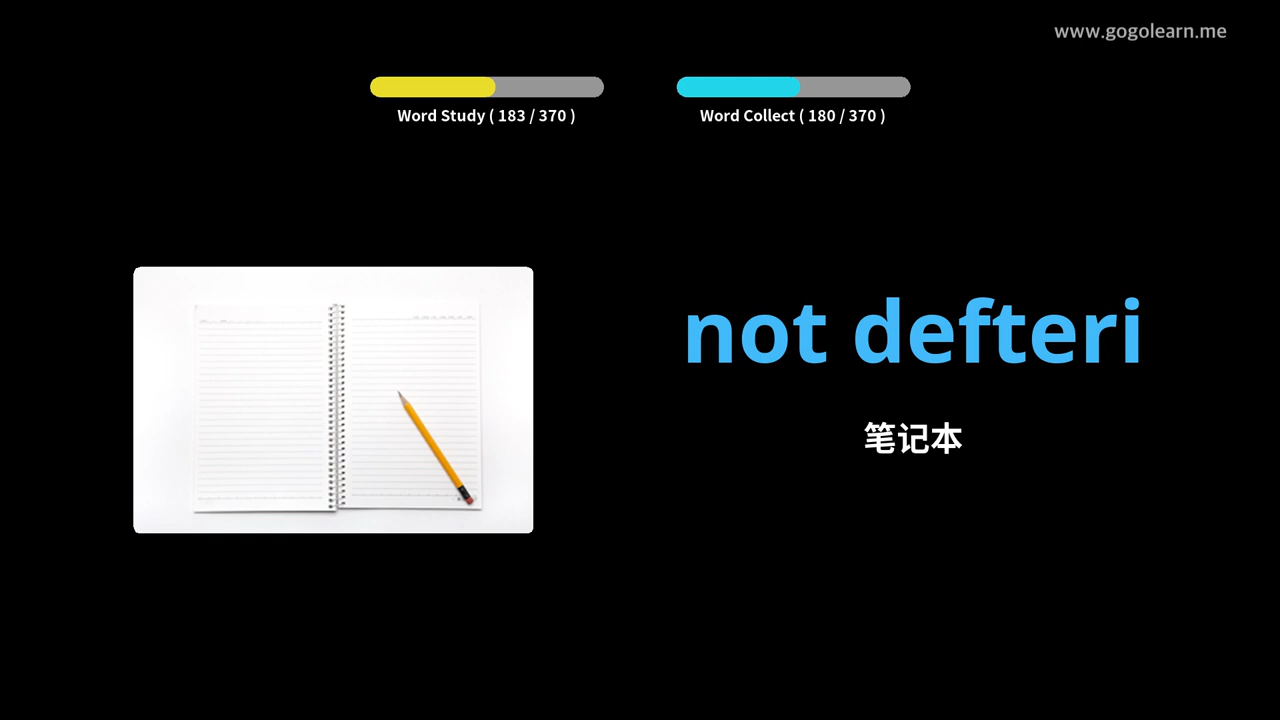 www.gogolearn.me
Word Study ( 183 / 370 )
Word Collect ( 180 / 370 )
not defteri
笔记本